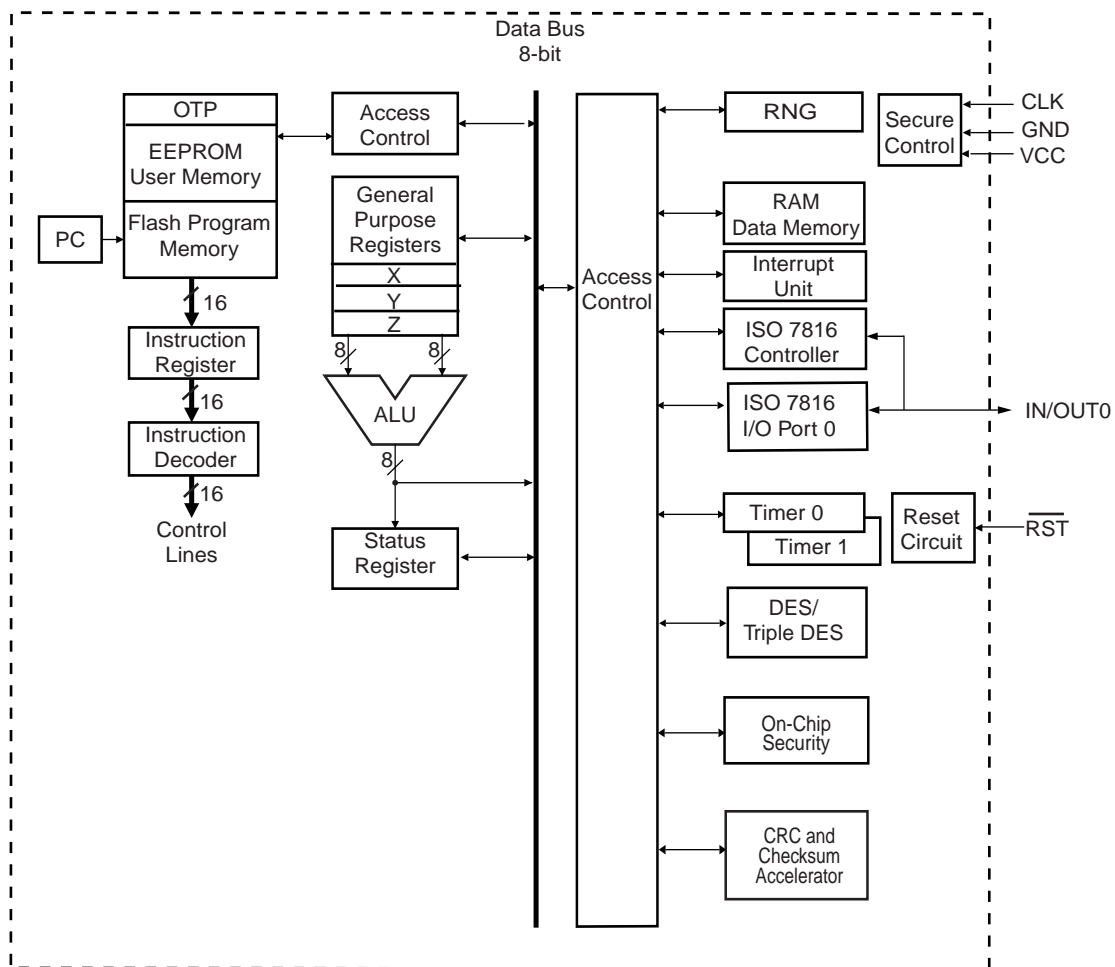 Data Bus
8-bit
OTP
EEPROM
User Memory
Flash Program
Memory
PC
16
Instruction
Register
16
Instruction
Decoder
16
Control
Lines
Access
Control
General
Purpose
Registers
X
Y
Z
8
8
ALU
8
Status
Register
Access
Control
RNG
RAM
Data Memory
Interrupt
Unit
ISO 7816
Controller
ISO 7816
I/O Port 0
Timer 0
Timer 1
DES/
Triple DES
On-Chip
Security
CRC and
Checksum
Accelerator
Secure
Control
CLK
GND
VCC
IN/OUT0
Reset
Circuit
RST